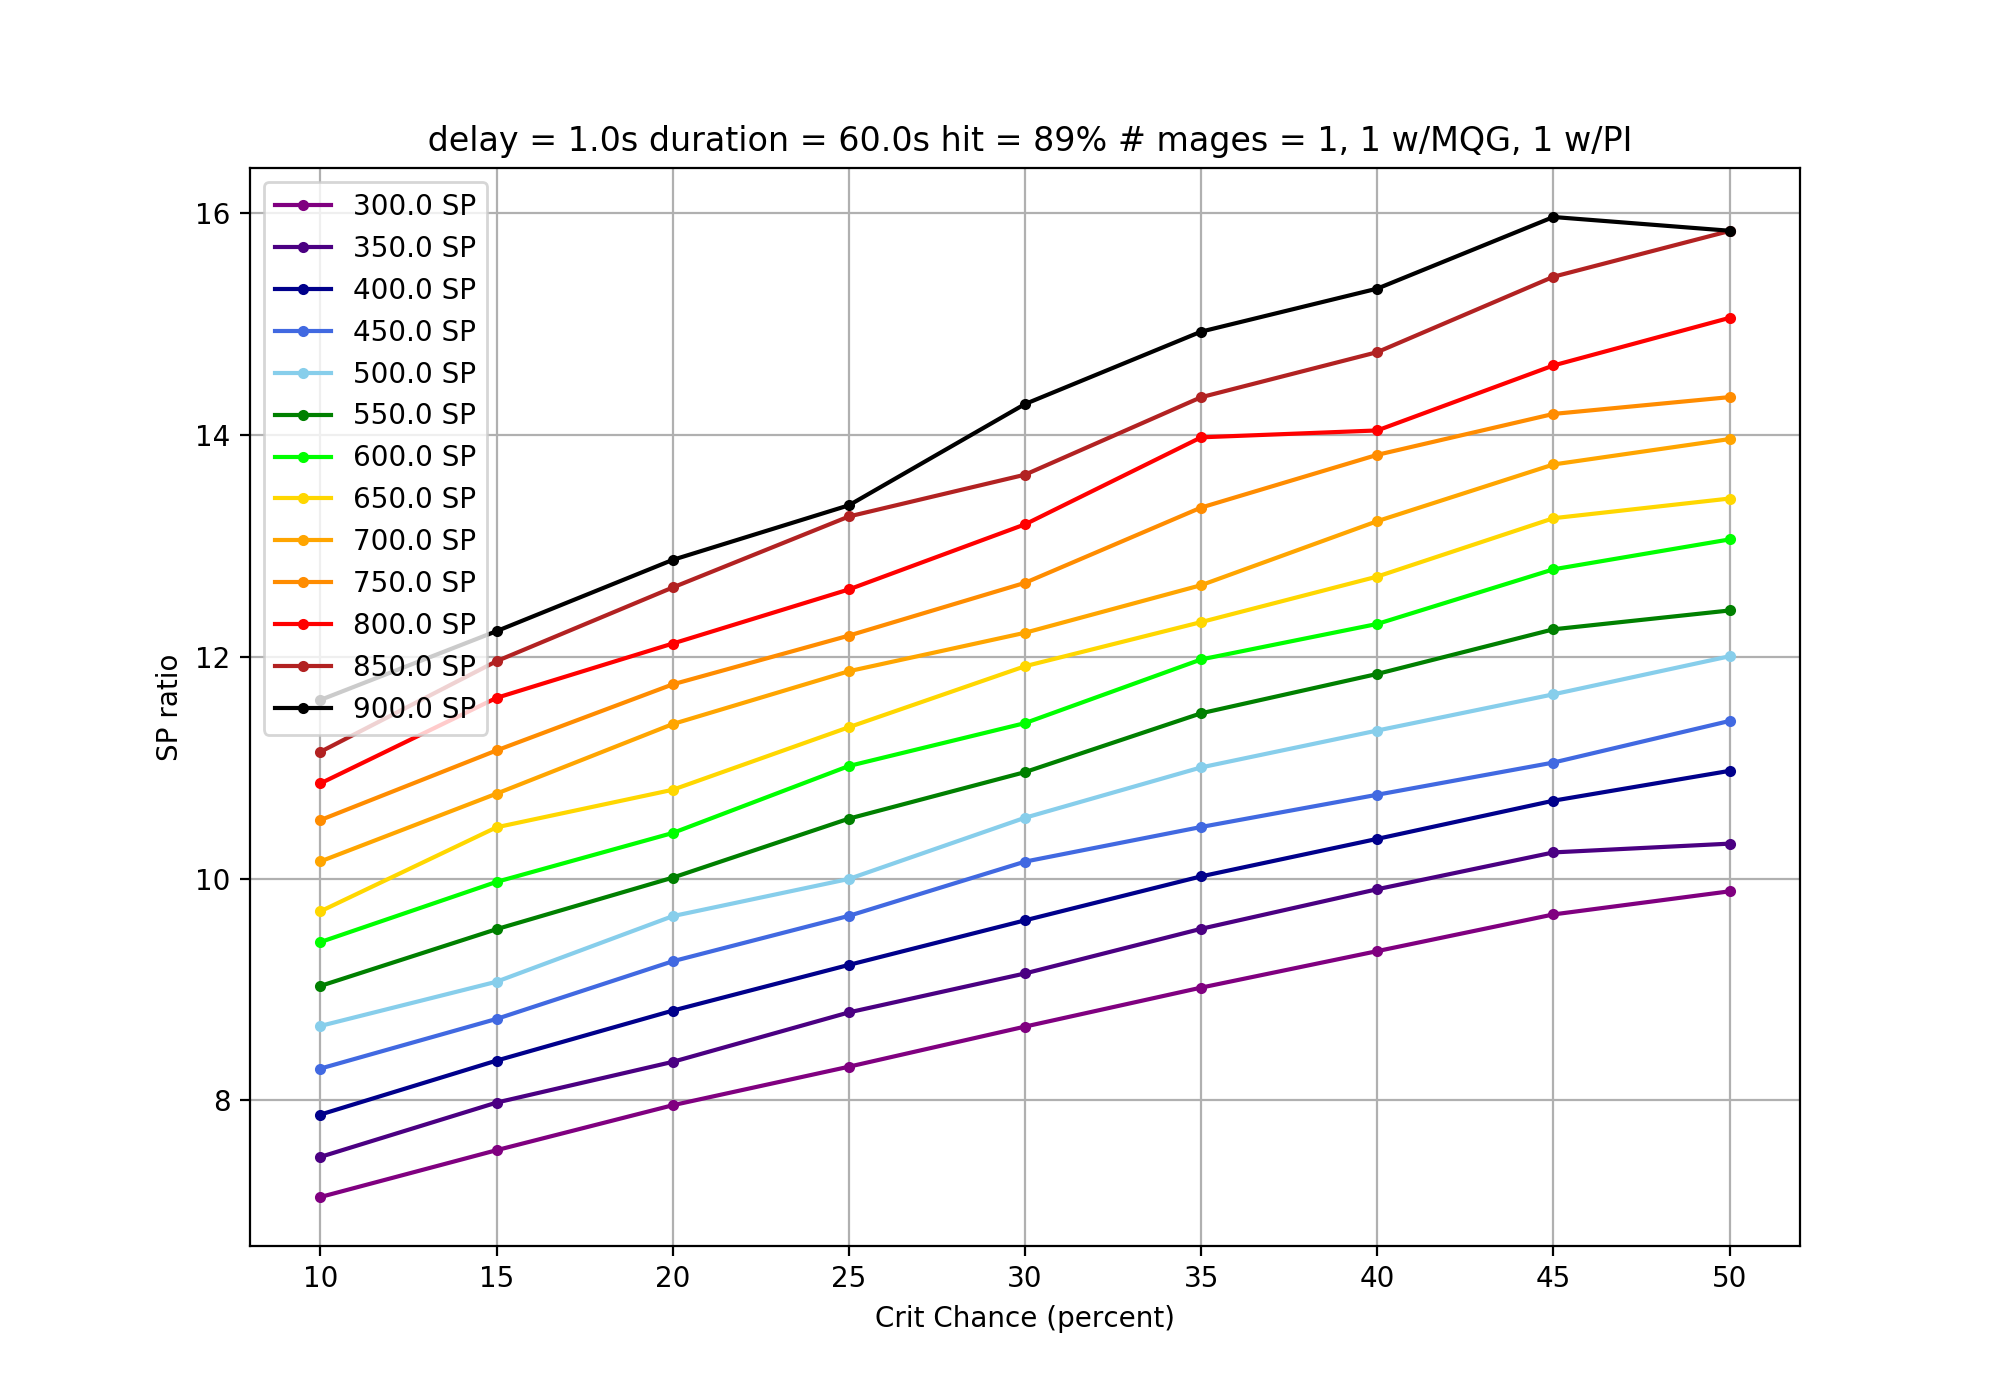 delay = 1.0s duration = 60.0s hit = 89% # mages = 1, 1 w/MQG, 1 w/PI
300.0 SP
350.0 SP
400.0 SP
450.0 SP
500.0 SP
550.0 SP
600.0 SP
650.0 SP
700.0 SP
750.0 SP
800.0 SP
850.0 SP
900.0 SP
SP ratio
16
14
12
10
8
10 15 20 25 30 35 40 45 50
Crit Chance (percent)